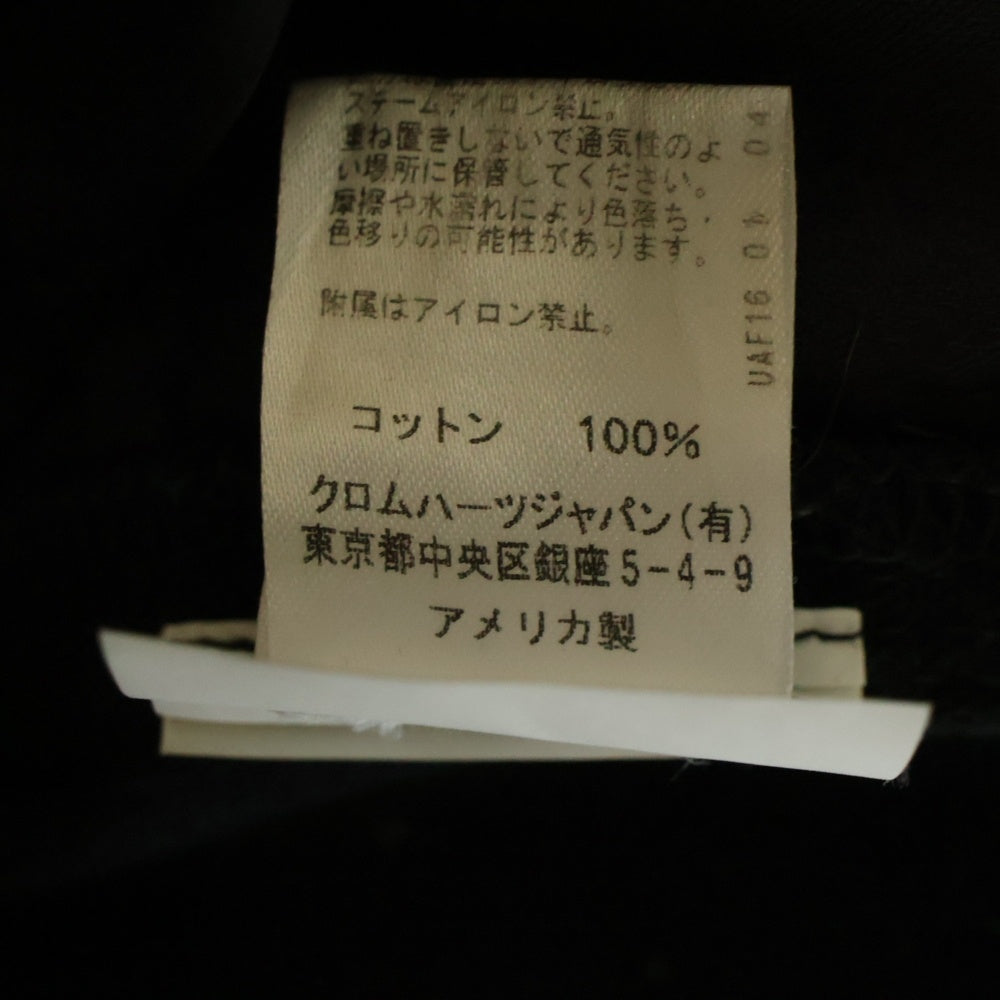 スチームアイロン禁止。
重ね置きしないで通気性のよ
い場所に保管してください。
摩擦や水濡れにより色落ち・
色移りの可能性があります。
附属はアイロン禁止。
コットン 100%
クロムハーツジャパン(有)
東京都中央区銀座5-4-9
アメリカ製
UAF16 01 40 04